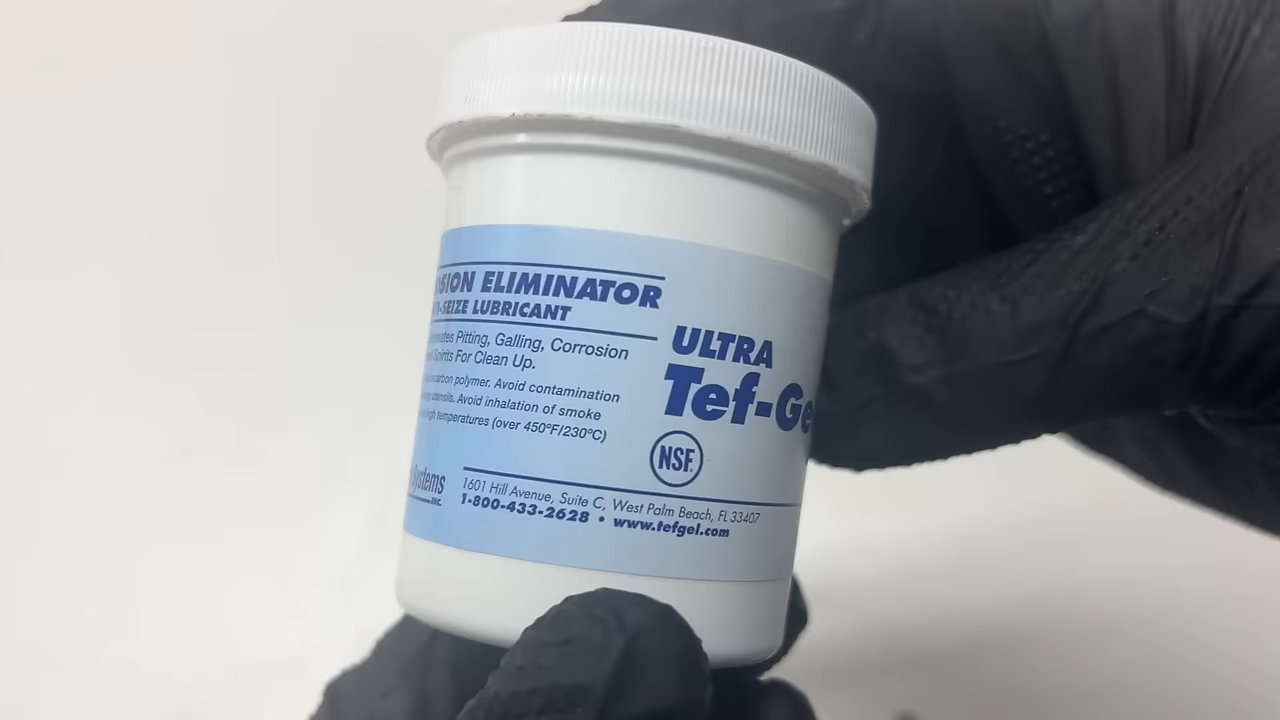 ELIMINATOR
LUBRICANT
Pitting, Galling, Corrosion
Spirits For Clean Up.
polymer. Avoid contamination
utensils. Avoid inhalation of smoke
high temperatures (over 450°F/230°C)
ULTRA
Tef-Ge
NSF.
Systems
INC.
1601 Hill Avenue, Suite C, West Palm Beach, FL 33407
1-800-433-2628 • www.tefgel.com